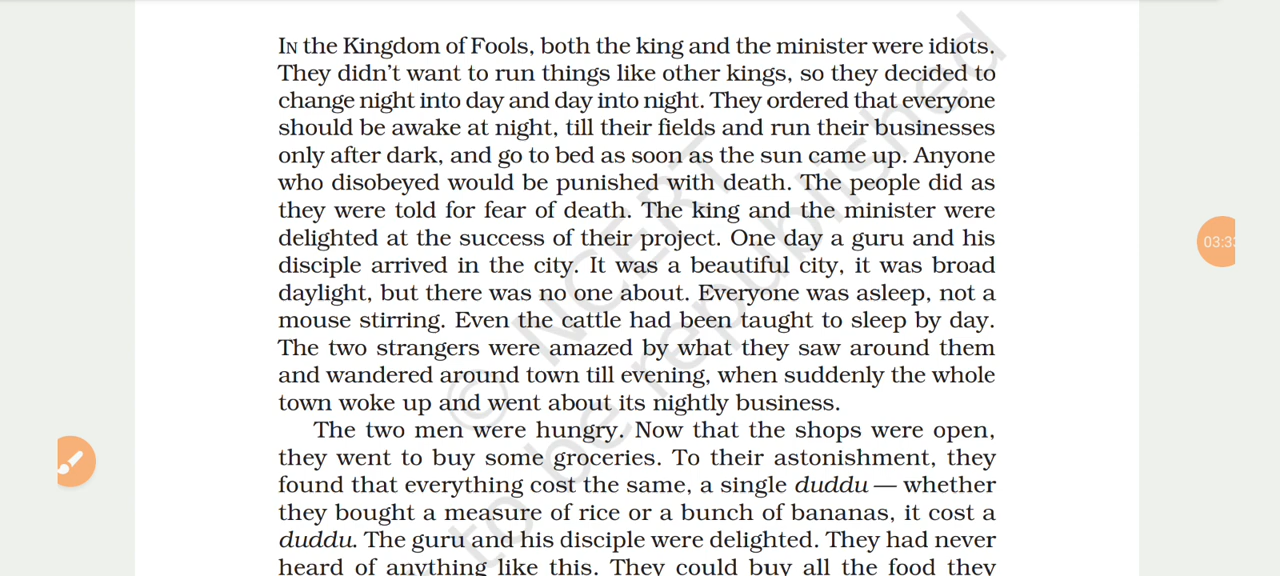 IN the Kingdom of Fools, both the king and the minister were idiots.
They didn't want to run things like other kings, so they decided to
change night into day and day into night. They ordered that everyone
should be awake at night, till their fields and run their businesses
only after dark, and go to bed as soon as the sun came up. Anyone
who disobeyed would be punished with death. The people did as
they were told for fear of death. The king and the minister were
delighted at the success of their project. One day a guru and his
disciple arrived in the city. It was a beautiful city, it was broad
daylight, but there was no one about. Everyone was asleep, not a
mouse stirring. Even the cattle had been taught to sleep by day.
The two strangers were amazed by what they saw around them
and wandered around town till evening, when suddenly the whole
town woke up and went about its nightly business.
The two men were hungry. Now that the shops were open,
they went to buy some groceries. To their astonishment, they
found that everything cost the same, a single duddu — whether
they bought a measure of rice or a bunch of bananas, it cost a
duddu. The guru and his disciple were delighted. They had never
heard of anything like this. They could buy all the food they
© NCERT
to be republished
03:3